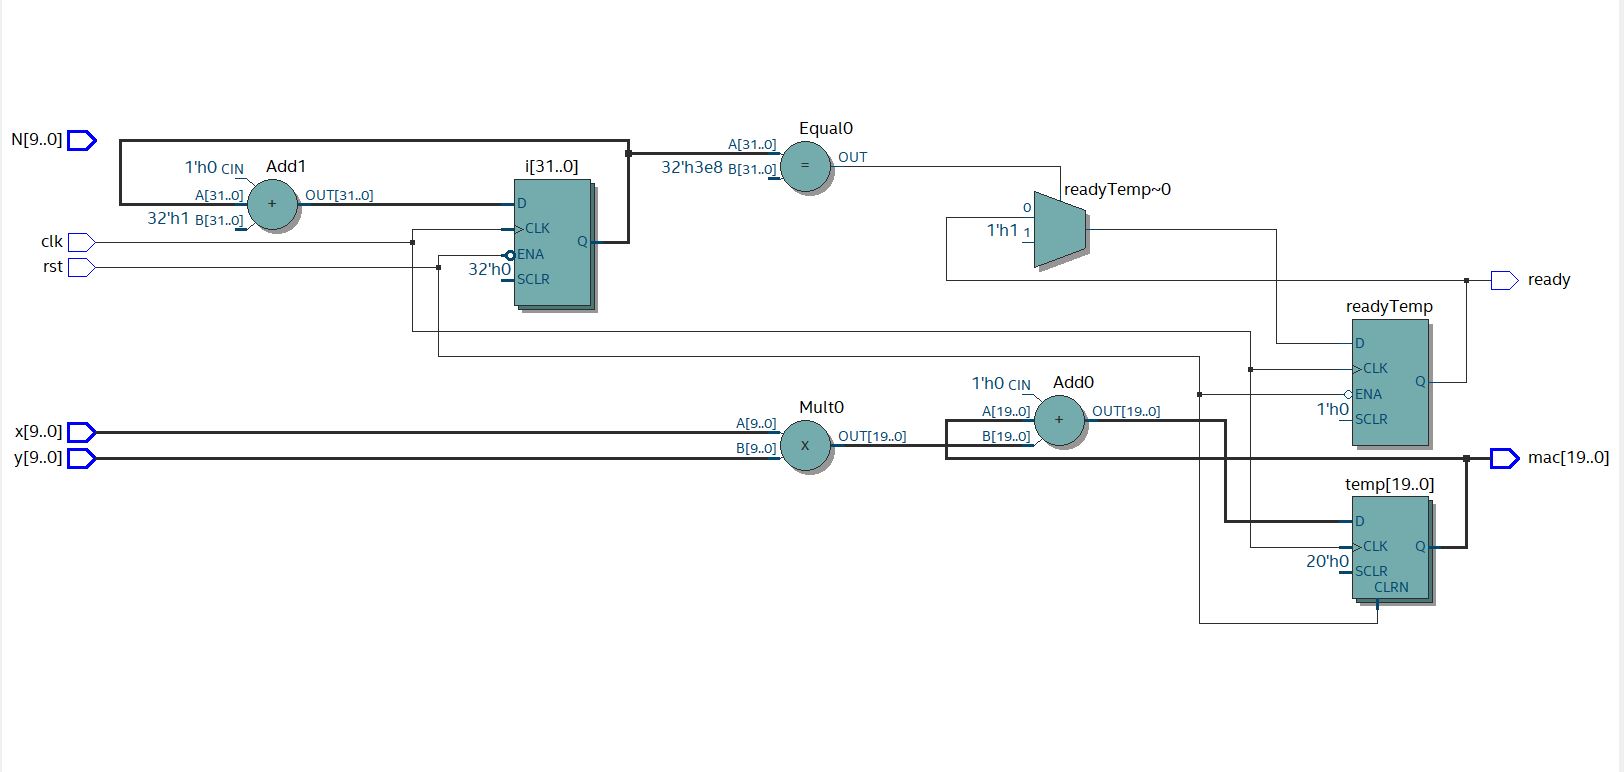 Equal0
N[9..0]
A[31..0]
OUT
32'h3e8 B[31..0]
=
1'h0 CIN
Add1
i[31..0]
readyTemp~0
A[31..0]
OUT[31..0]
D
0
32'h1 B[31..0]
+
CLK
1'h1 1
clk
Q
rst
ENA
32'h0
SCLR
ready
readyTemp
D
CLK
1'h0 CIN
Add0
Q
ENA
1'h0
SCLR
Mult0
A[19..0]
OUT[19..0]
+
x[9..0]
A[9..0]
OUT[19..0]
B[19..0]
y[9..0]
B[9..0]
x
mac[19..0]
temp[19..0]
D
CLK
Q
20'h0
SCLR
CLRN